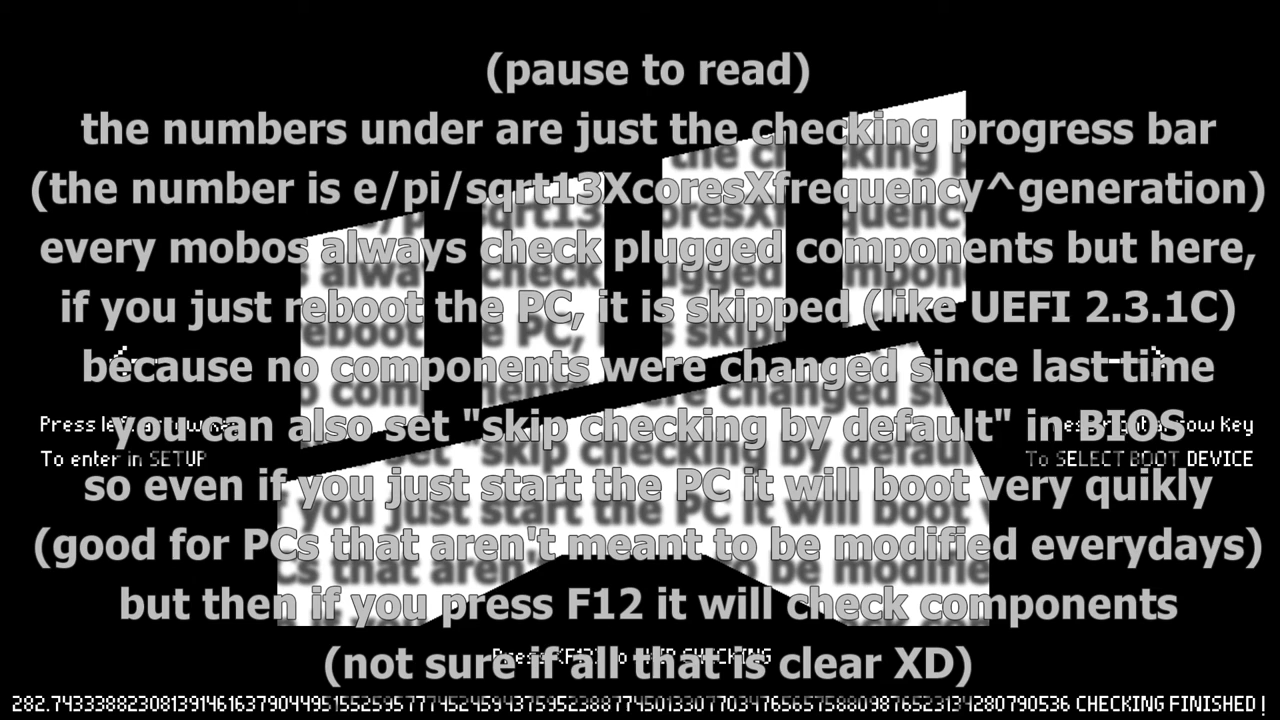 (pause to read)
the numbers under are just the checking progress bar
(the number is e/pi/sqrt13XcoresXfrequency^generation)
every mobos always check plugged components but here,
if you just reboot the PC, it is skipped (like UEFI 2.3.1C)
because no components were changed since last time
you can also set "skip checking by default" in BIOS
Press
key
To enter in SETUP
To SELECT BOOT DEVICE
so even if you just start the PC it will boot very quikly
(good for PCs that aren't meant to be modified everydays)
but then if you press F12 it will check components
(not sure if all that is clear XD)
CHECKING
282.743338823081391461637904495155259577745245943759523887745013307703476565758809876523134280790536 CHECKING FINISHED !